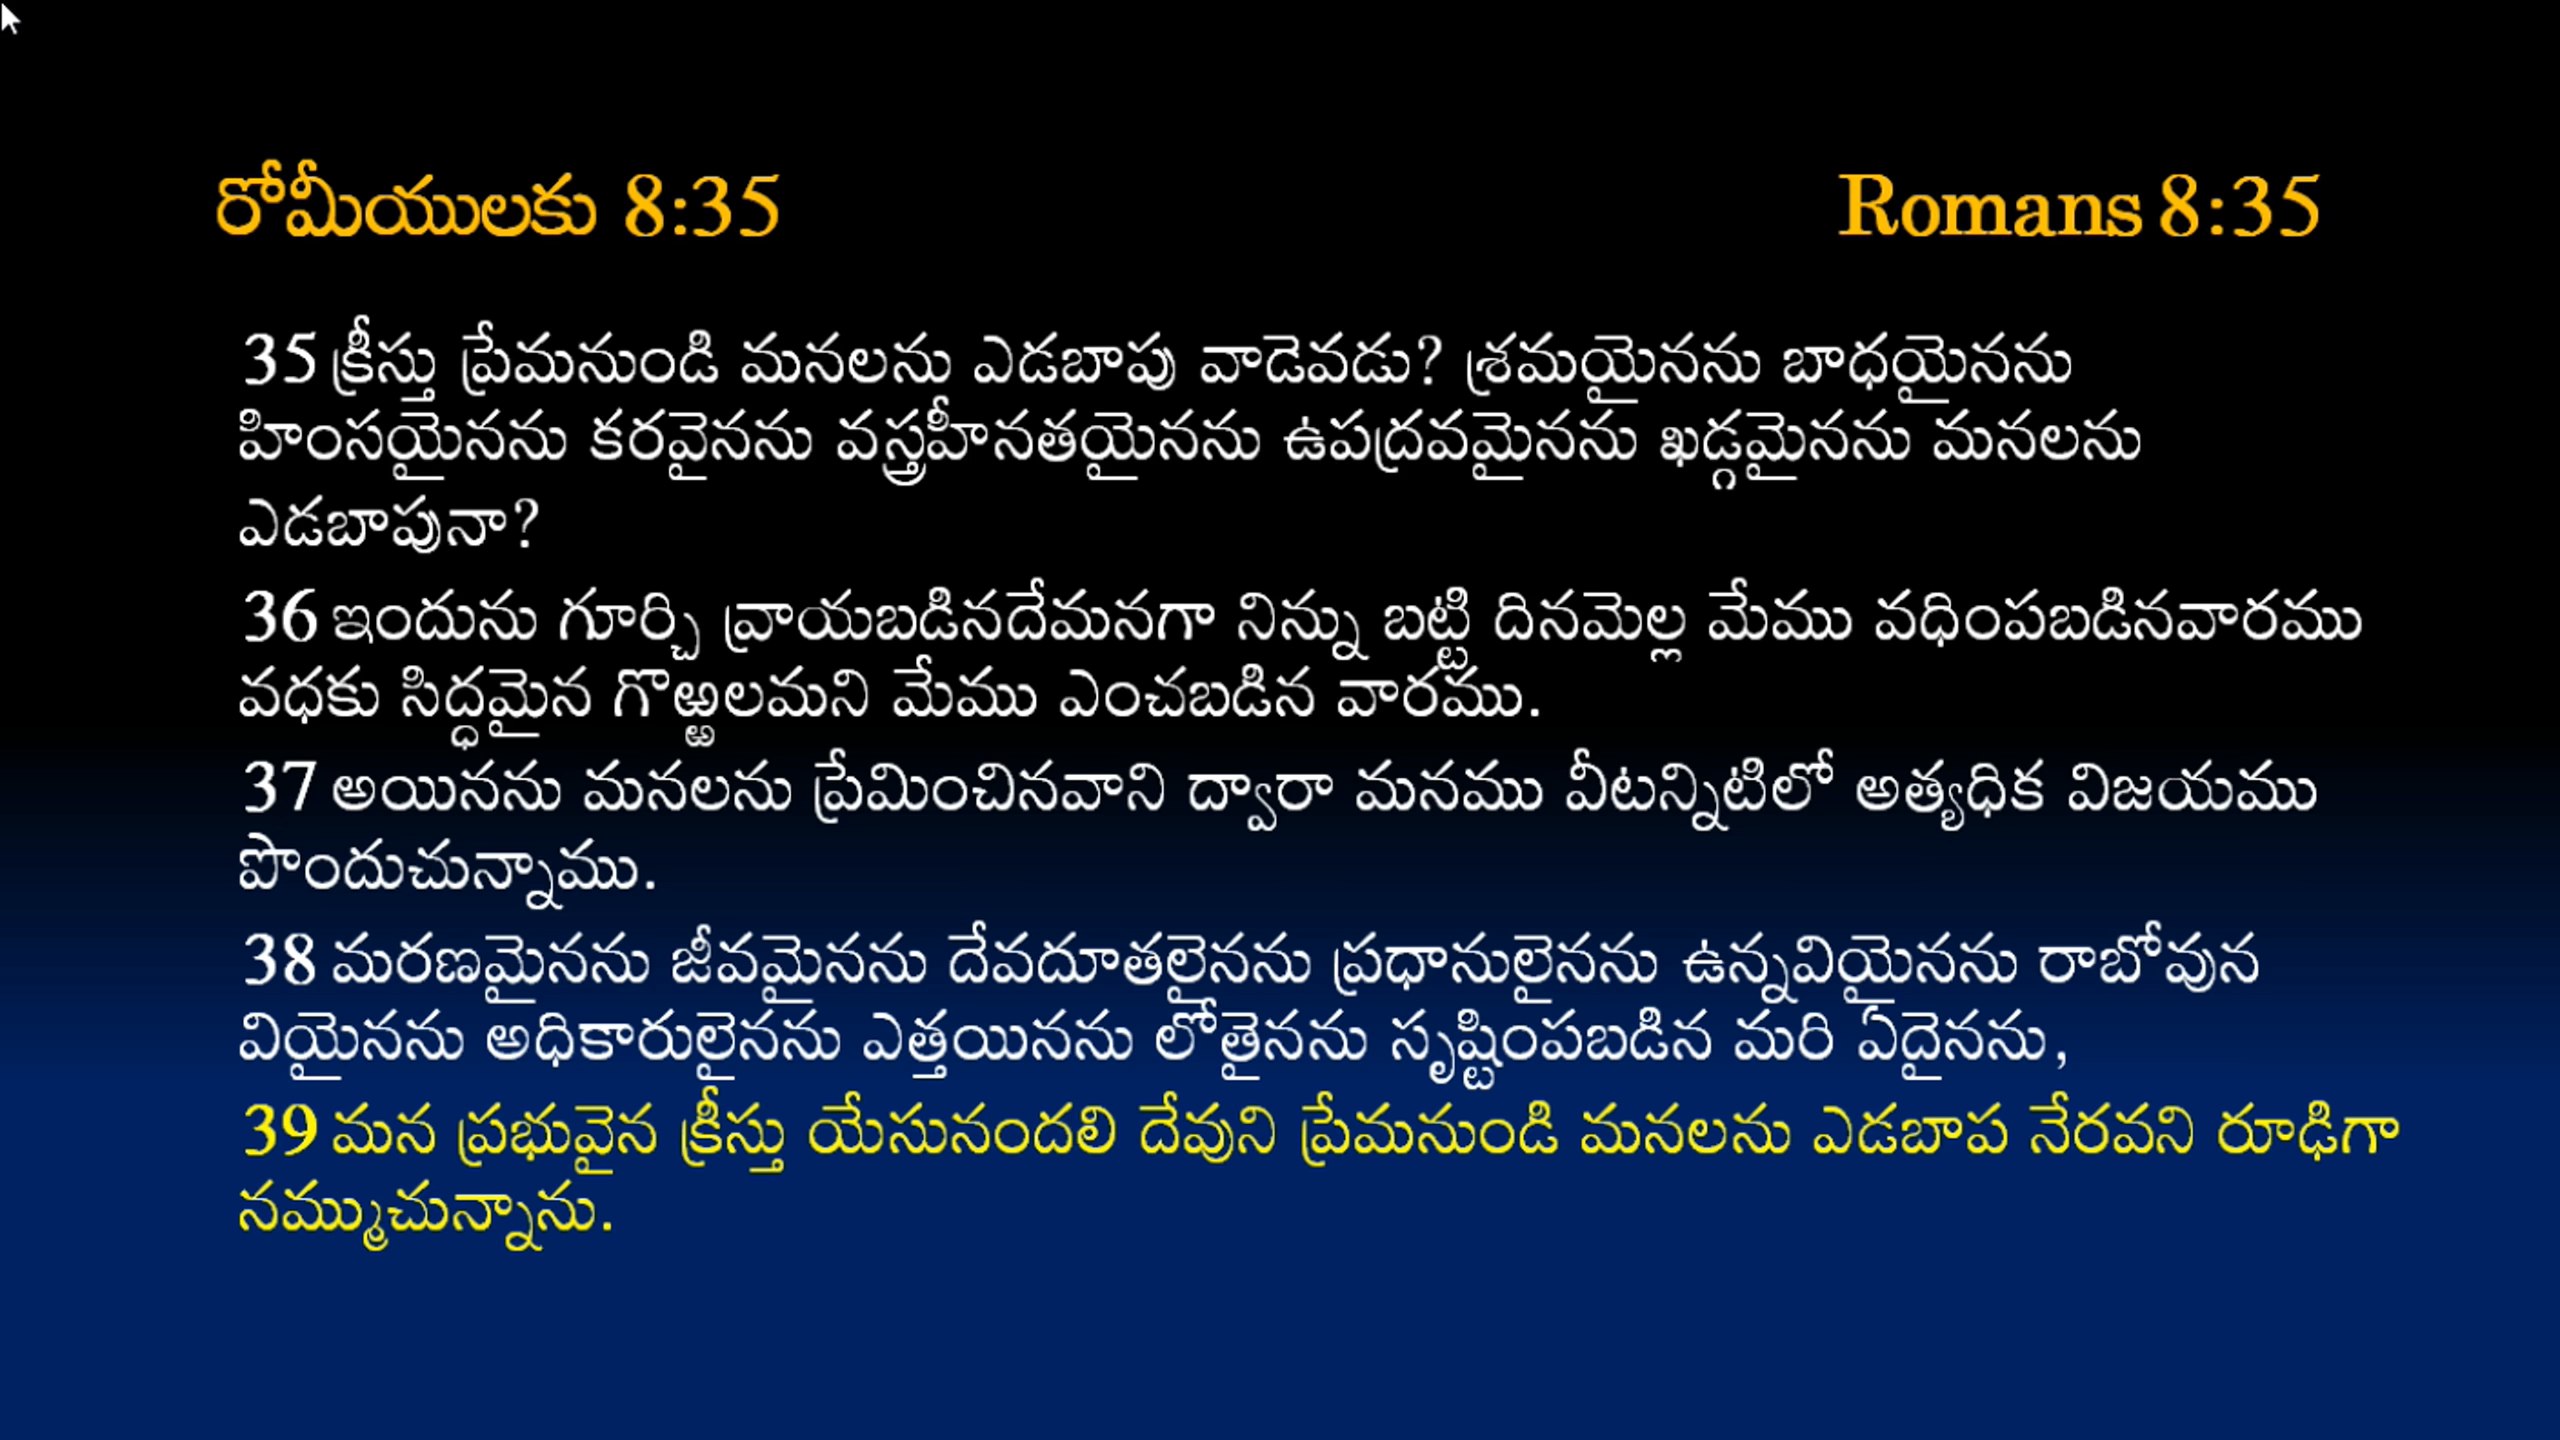 రోమీయులకు 8:35
Romans 8:35
35 క్రీస్తు ప్రేమనుండి మనలను ఎడబాపు వాడెవడు? శ్రమయైనను బాధయైనను
హింసయైనను కరవైనను వస్త్రహీనతయైనను ఉపద్రవమైనను ఖడ్గమైనను మనలను
ఎడబాపునా?
36 ఇందును గూర్చి వ్రాయబడినదేమనగా నిన్ను బట్టి దినమెల్ల మేము వధింపబడినవారము
వధకు సిద్ధమైన గొఱ్ఱలమని మేము ఎంచబడిన వారము.
37 అయినను మనలను ప్రేమించినవాని ద్వారా మనము వీటన్నిటిలో అత్యధిక విజయము
పొందుచున్నాము.
38 మరణమైనను జీవమైనను దేవదూతలైనను ప్రధానులైనను ఉన్నవియైనను రాబోవున
వియైనను అధికారులైనను ఎత్తయినను లోతైనను సృష్టింపబడిన మరి ఏదైనను,
39 మన ప్రభువైన క్రీస్తు యేసునందలి దేవుని ప్రేమనుండి మనలను ఎడబాప నేరవని రూఢిగా
నమ్ముచున్నాను.